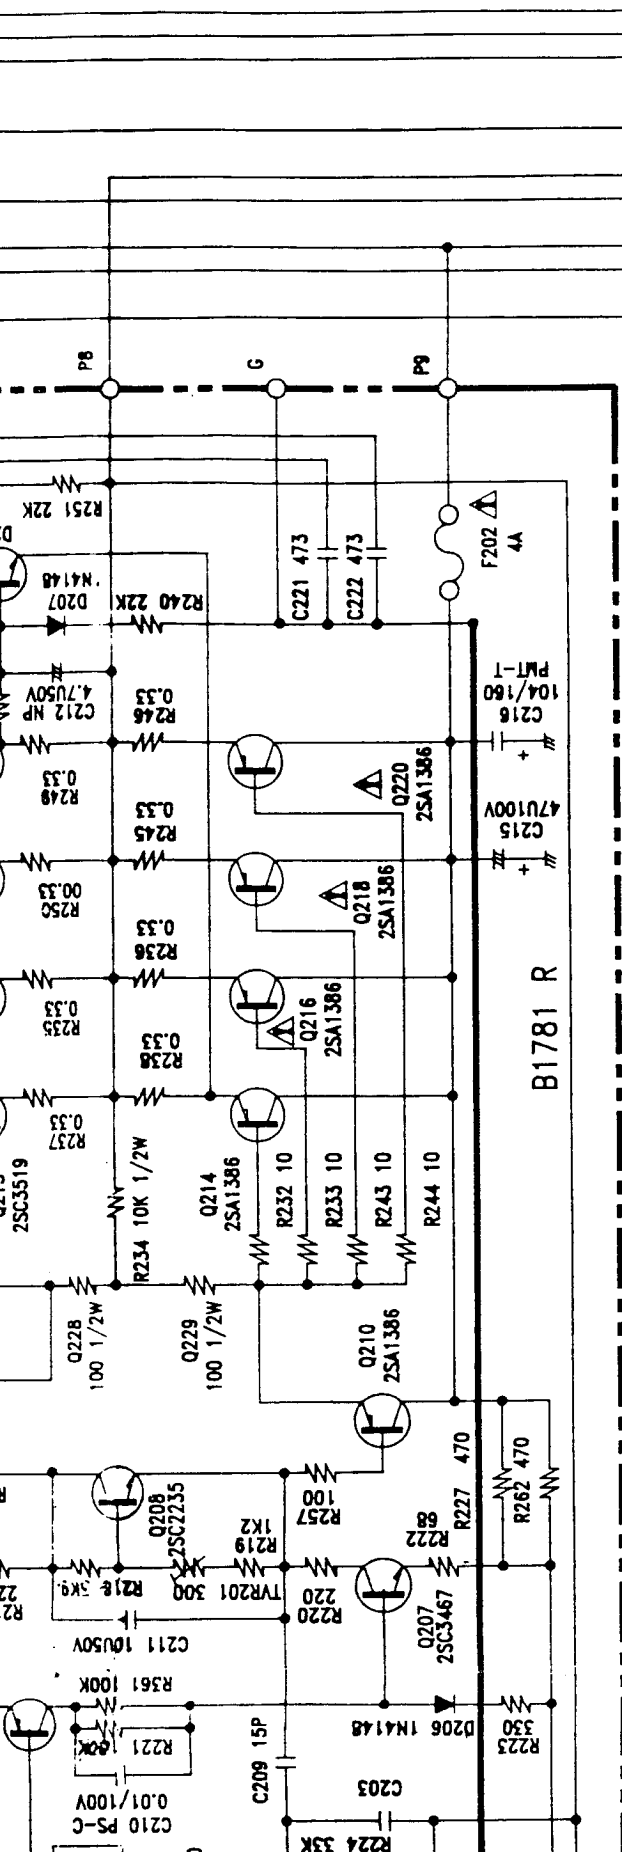 P8
G
P9
R251 22K
F202
4A
C221 473
C222 473
1N4148
D207
R240 22K
C212 NP
4.7U50V
R246
0.33
R249
0.33
C216
104/160
PMT-T
Q220
2SA1386
R245
0.33
R250
00.33
C215
47U100V
Q218
2SA1386
R236
0.33
R235
0.33
Q216
2SA1386
B1781 R
R238
0.33
R237
0.33
2SC3519
R234 10K 1/2W
Q214
2SA1386
R232 10
R233 10
R243 10
R244 10
Q228
100 1/2W
Q229
100 1/2W
Q210
2SA1386
Q208
2SC2235
R257
100
R227 470
R262 470
R219
1K2
R222
68
R218
TVR201 300
R220
220
Q207
2SC3467
C211 10U50V
R361 100K
R221
D206 1N4148
R223
330
C209 15P
C210 PS-C
0.01/100V
C203
R224 33K